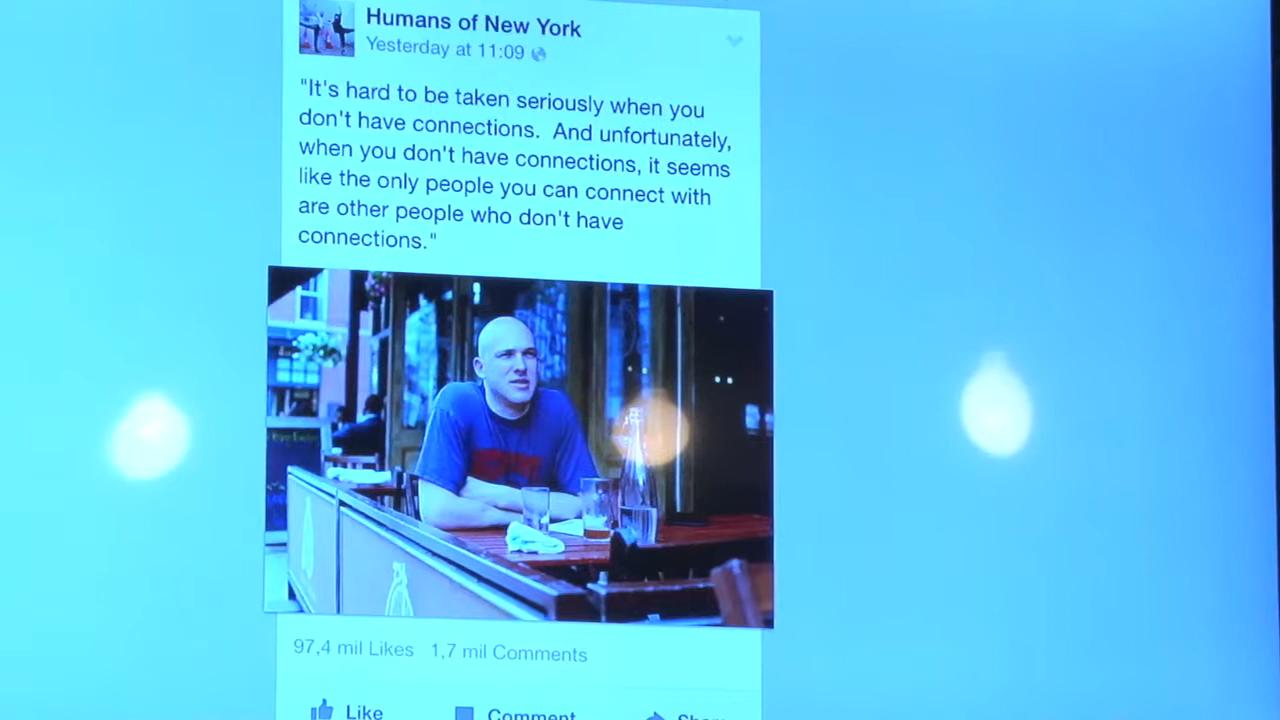 Humans of New York
Yesterday at 11:09
"It's hard to be taken seriously when you
don't have connections.  And unfortunately,
when you don't have connections, it seems
like the only people you can connect with
are other people who don't have
connections."
97,4 mil Likes 1,7 mil Comments
Like Comment Share